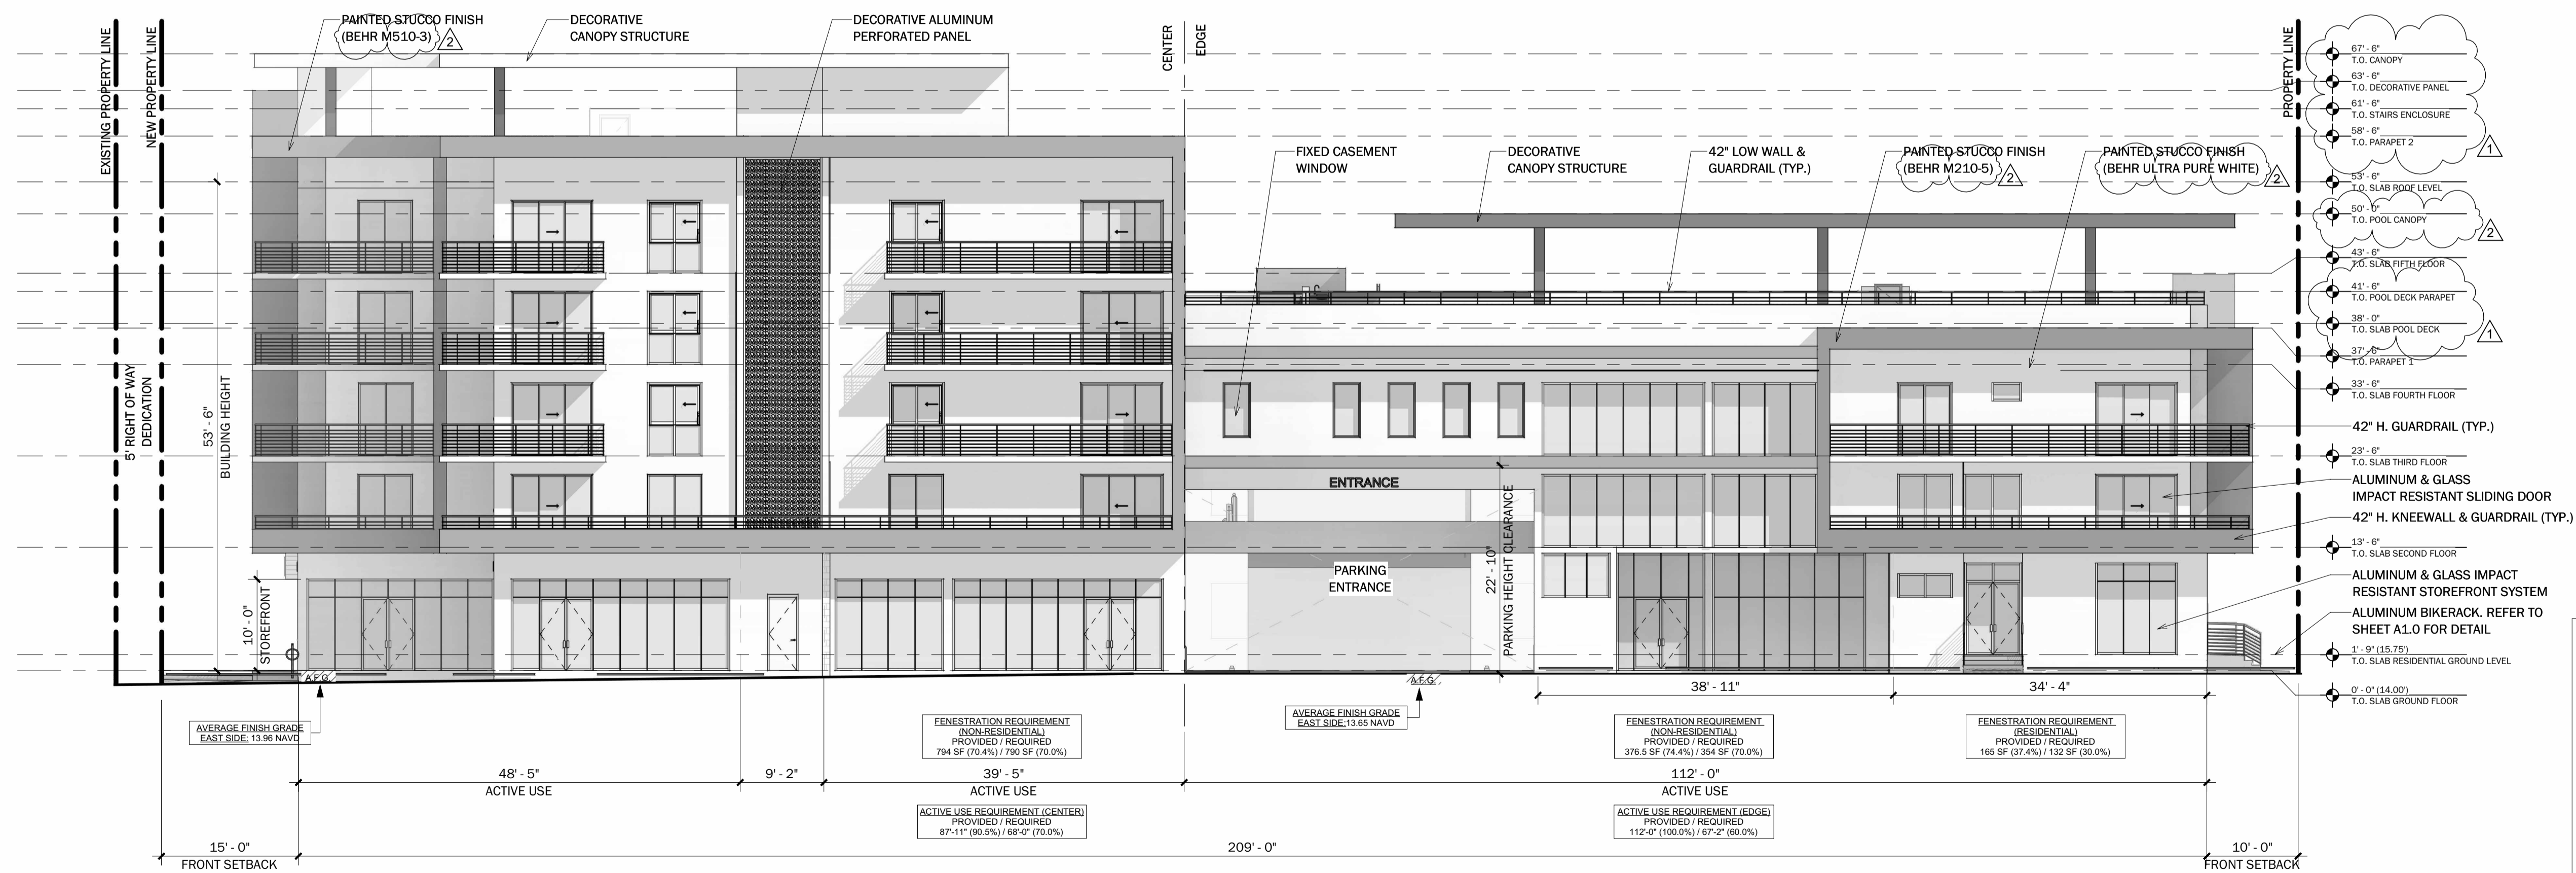 PAINTED STUCCO FINISH
(BEHR M510-3)
2
DECORATIVE
CANOPY STRUCTURE
DECORATIVE ALUMINUM
PERFORATED PANEL
CENTER
EDGE
EXISTING PROPERTY LINE
NEW PROPERTY LINE
PROPERTY LINE
67' - 6"
T.O. CANOPY
63' - 6"
T.O. DECORATIVE PANEL
61' - 6"
T.O. STAIRS ENCLOSURE
58' - 6"
T.O. PARAPET 2
1
FIXED CASEMENT
WINDOW
DECORATIVE
CANOPY STRUCTURE
42" LOW WALL &
GUARDRAIL (TYP.)
PAINTED STUCCO FINISH
(BEHR M210-5)
2
PAINTED STUCCO FINISH
(BEHR ULTRA PURE WHITE)
2
53' - 6"
T.O. SLAB ROOF LEVEL
50' - 0"
T.O. POOL CANOPY
2
43' - 6"
T.O. SLAB FIFTH FLOOR
41' - 6"
T.O. POOL DECK PARAPET
38' - 0"
T.O. SLAB POOL DECK
1
37' - 6"
T.O. PARAPET 1
33' - 6"
T.O. SLAB FOURTH FLOOR
42" H. GUARDRAIL (TYP.)
23' - 6"
T.O. SLAB THIRD FLOOR
ALUMINUM & GLASS
IMPACT RESISTANT SLIDING DOOR
42" H. KNEEWALL & GUARDRAIL (TYP.)
13' - 6"
T.O. SLAB SECOND FLOOR
ALUMINUM & GLASS IMPACT
RESISTANT STOREFRONT SYSTEM
ALUMINUM BIKERACK. REFER TO
SHEET A1.0 FOR DETAIL
1' - 9" (15.75')
T.O. SLAB RESIDENTIAL GROUND LEVEL
0' - 0" (14.00')
T.O. SLAB GROUND FLOOR
5' RIGHT OF WAY
DEDICATION
53' - 6"
BUILDING HEIGHT
10' - 0"
STOREFRONT
ENTRANCE
PARKING
ENTRANCE
22' - 10"
PARKING HEIGHT CLEARANCE
A.F.G.
A.F.G.
38' - 11"
34' - 4"
AVERAGE FINISH GRADE
EAST SIDE: 13.96 NAVD
FENESTRATION REQUIREMENT
(NON-RESIDENTIAL)
PROVIDED / REQUIRED
794 SF (70.4%) / 790 SF (70.0%)
AVERAGE FINISH GRADE
EAST SIDE:13.65 NAVD
FENESTRATION REQUIREMENT
(NON-RESIDENTIAL)
PROVIDED / REQUIRED
376.5 SF (74.4%) / 354 SF (70.0%)
FENESTRATION REQUIREMENT
(RESIDENTIAL)
PROVIDED / REQUIRED
165 SF (37.4%) / 132 SF (30.0%)
48' - 5"
ACTIVE USE
9' - 2"
39' - 5"
ACTIVE USE
112' - 0"
ACTIVE USE
ACTIVE USE REQUIREMENT (CENTER)
PROVIDED / REQUIRED
87'-11" (90.5%) / 68'-0" (70.0%)
ACTIVE USE REQUIREMENT (EDGE)
PROVIDED / REQUIRED
112'-0" (100.0%) / 67'-2" (60.0%)
15' - 0"
FRONT SETBACK
209' - 0"
10' - 0"
FRONT SETBACK